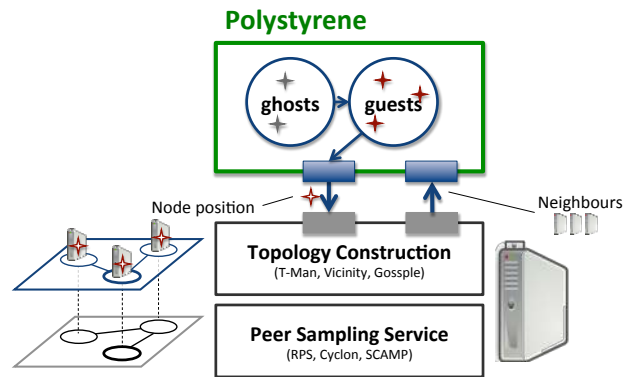 Polystyrene
ghosts
guests
Node position
Neighbours
Topology Construction
(T-Man, Vicinity, Gossple)
Peer Sampling Service
(RPS, Cyclon, SCAMP)